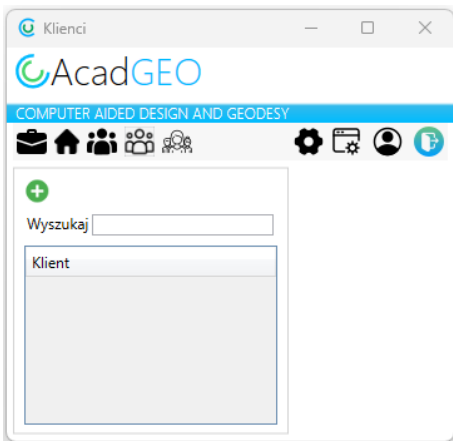 Klienci
AcadGEO
COMPUTER AIDED DESIGN AND GEODESY
Wyszukaj
Klient